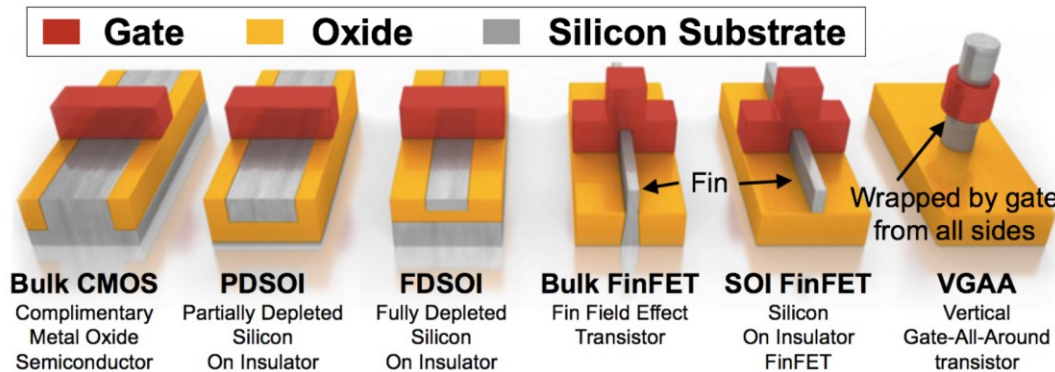 Gate Oxide Silicon Substrate
Fin
Wrapped by gate
from all sides
Bulk CMOS
Complimentary
Metal Oxide
Semiconductor
PDSOI
Partially Depleted
Silicon
On Insulator
FDSOI
Fully Depleted
Silicon
On Insulator
Bulk FinFET
Fin Field Effect
Transistor
SOI FinFET
Silicon
On Insulator
FinFET
VGAA
Vertical
Gate-All-Around
transistor